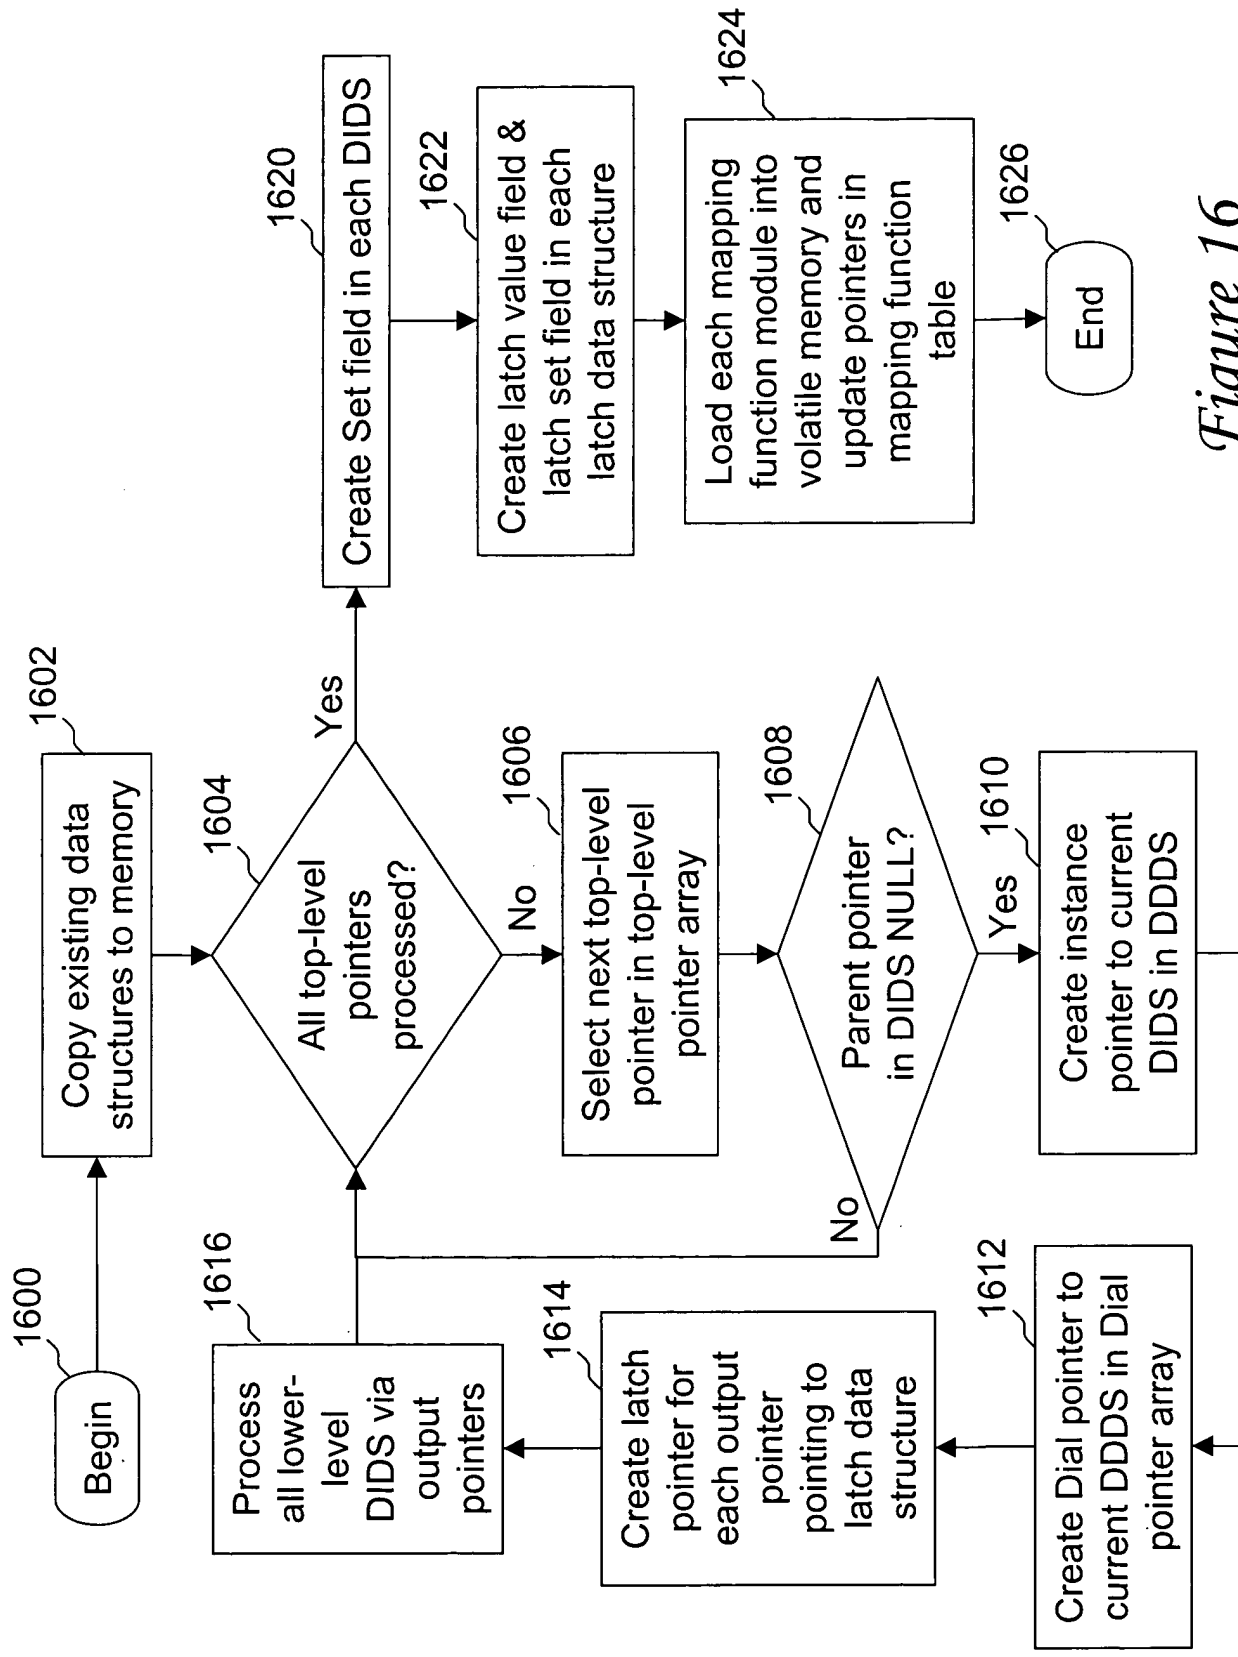 1600
Begin
1602
Copy existing data
structures to memory
1604
All top-level
pointers
processed?
Yes
No
1606
Select next top-level
pointer in top-level
pointer array
1608
Parent pointer
in DIDS NULL?
No
Yes
1610
Create instance
pointer to current
DIDS in DDDS
1612
Create Dial pointer to
current DDDS in Dial
pointer array
1614
Create latch
pointer for
each output
pointer
pointing to
latch data
structure
1616
Process
all lower-
level
DIDS via
output
pointers
1620
Create Set field in each DIDS
1622
Create latch value field &
latch set field in each
latch data structure
1624
Load each mapping
function module into
volatile memory and
update pointers in
mapping function
table
1626
End
Figure 16